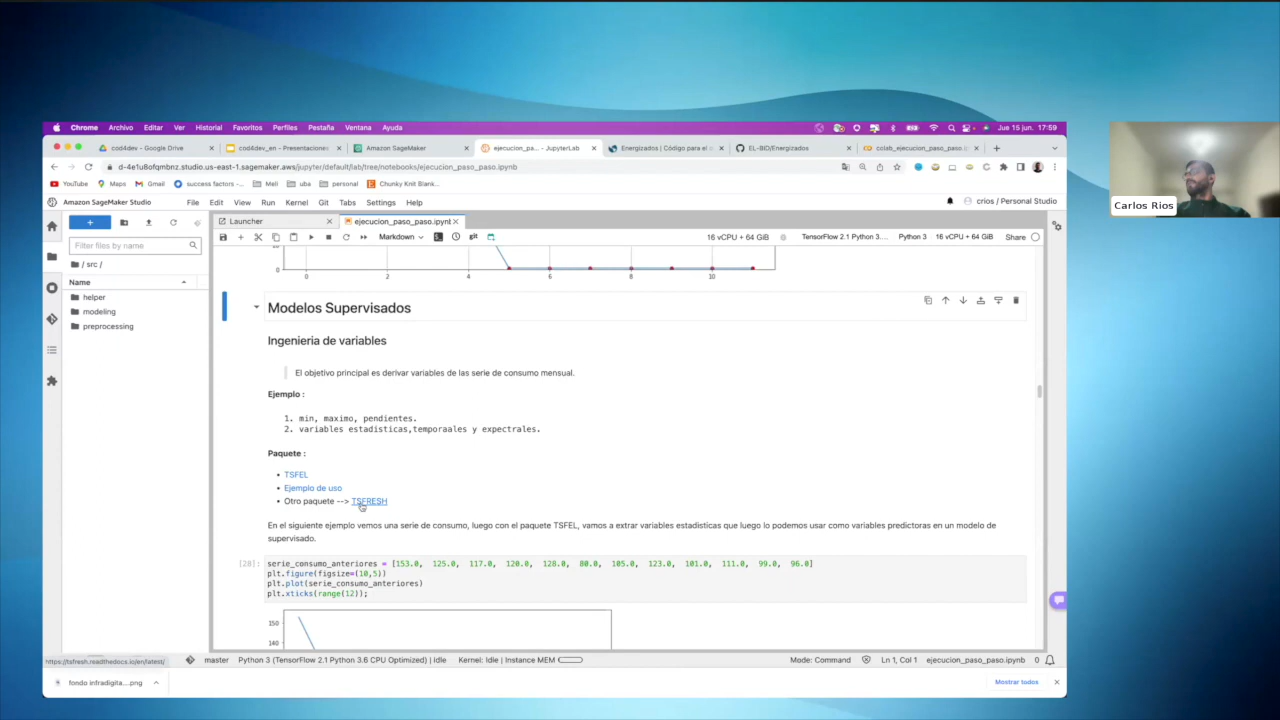 Chrome Archivo Editar Ver Historial Favoritos Perfiles Pestaña Ventana Ayuda Jue 15 jun. 17:59
cod4dev - Google Drive cod4dev_en - Presentaciones Amazon SageMaker ejecucion_pa... - JupyterLab Energizados | Código para el EL-BID/Energizados
d-4e1u8ofqmbnz.studio.us-east-1.sagemaker.aws/jupyter/default/lab/tree/notebooks/ejecucion_paso_paso.ipynb
YouTube Maps Gmail success factors -... Meli uba personal Chunky Knit Blank...
Amazon SageMaker Studio File Edit View Run Kernel Git Tabs Settings Help crios / Personal Studio
Carlos Rios
Launcher ejecucion_paso_paso.ipynb
Markdown git 16 vCPU + 64 GiB TensorFlow 2.1 Python 3.... Python 3 16 vCPU + 64 GiB Share
Filter files by name
/ src /
Name
helper
modeling
preprocessing
0 2 4 6 8 10
Modelos Supervisados
Ingenieria de variables
El objetivo principal es derivar variables de las serie de consumo mensual.
Ejemplo :
1. min, maximo, pendientes.
2. variables estadisticas,temporaales y expectrales.
Paquete :
• TSFEL
• Ejemplo de uso
• Otro paquete --> TSFRESH
En el siguiente ejemplo vemos una serie de consumo, luego con el paquete TSFEL, vamos a extrar variables estadisticas que luego lo podemos usar como variables predictoras en un modelo de
supervisado.
[28]: serie_consumo_anteriores = [153.0, 125.0, 117.0, 120.0, 128.0, 80.0, 105.0, 123.0, 101.0, 111.0, 99.0, 96.0]
plt.figure(figsize=(10,5))
plt.plot(serie_consumo_anteriores)
plt.xticks(range(12));
150
140
https://tsfresh.readthedocs.io/en/latest/ master Python 3 (TensorFlow 2.1 Python 3.6 CPU Optimized) | Idle Kernel: Idle | Instance MEM Mode: Command Ln 1, Col 1 ejecucion_paso_paso.ipynb 0
fondo infradigita....png Mostrar todos